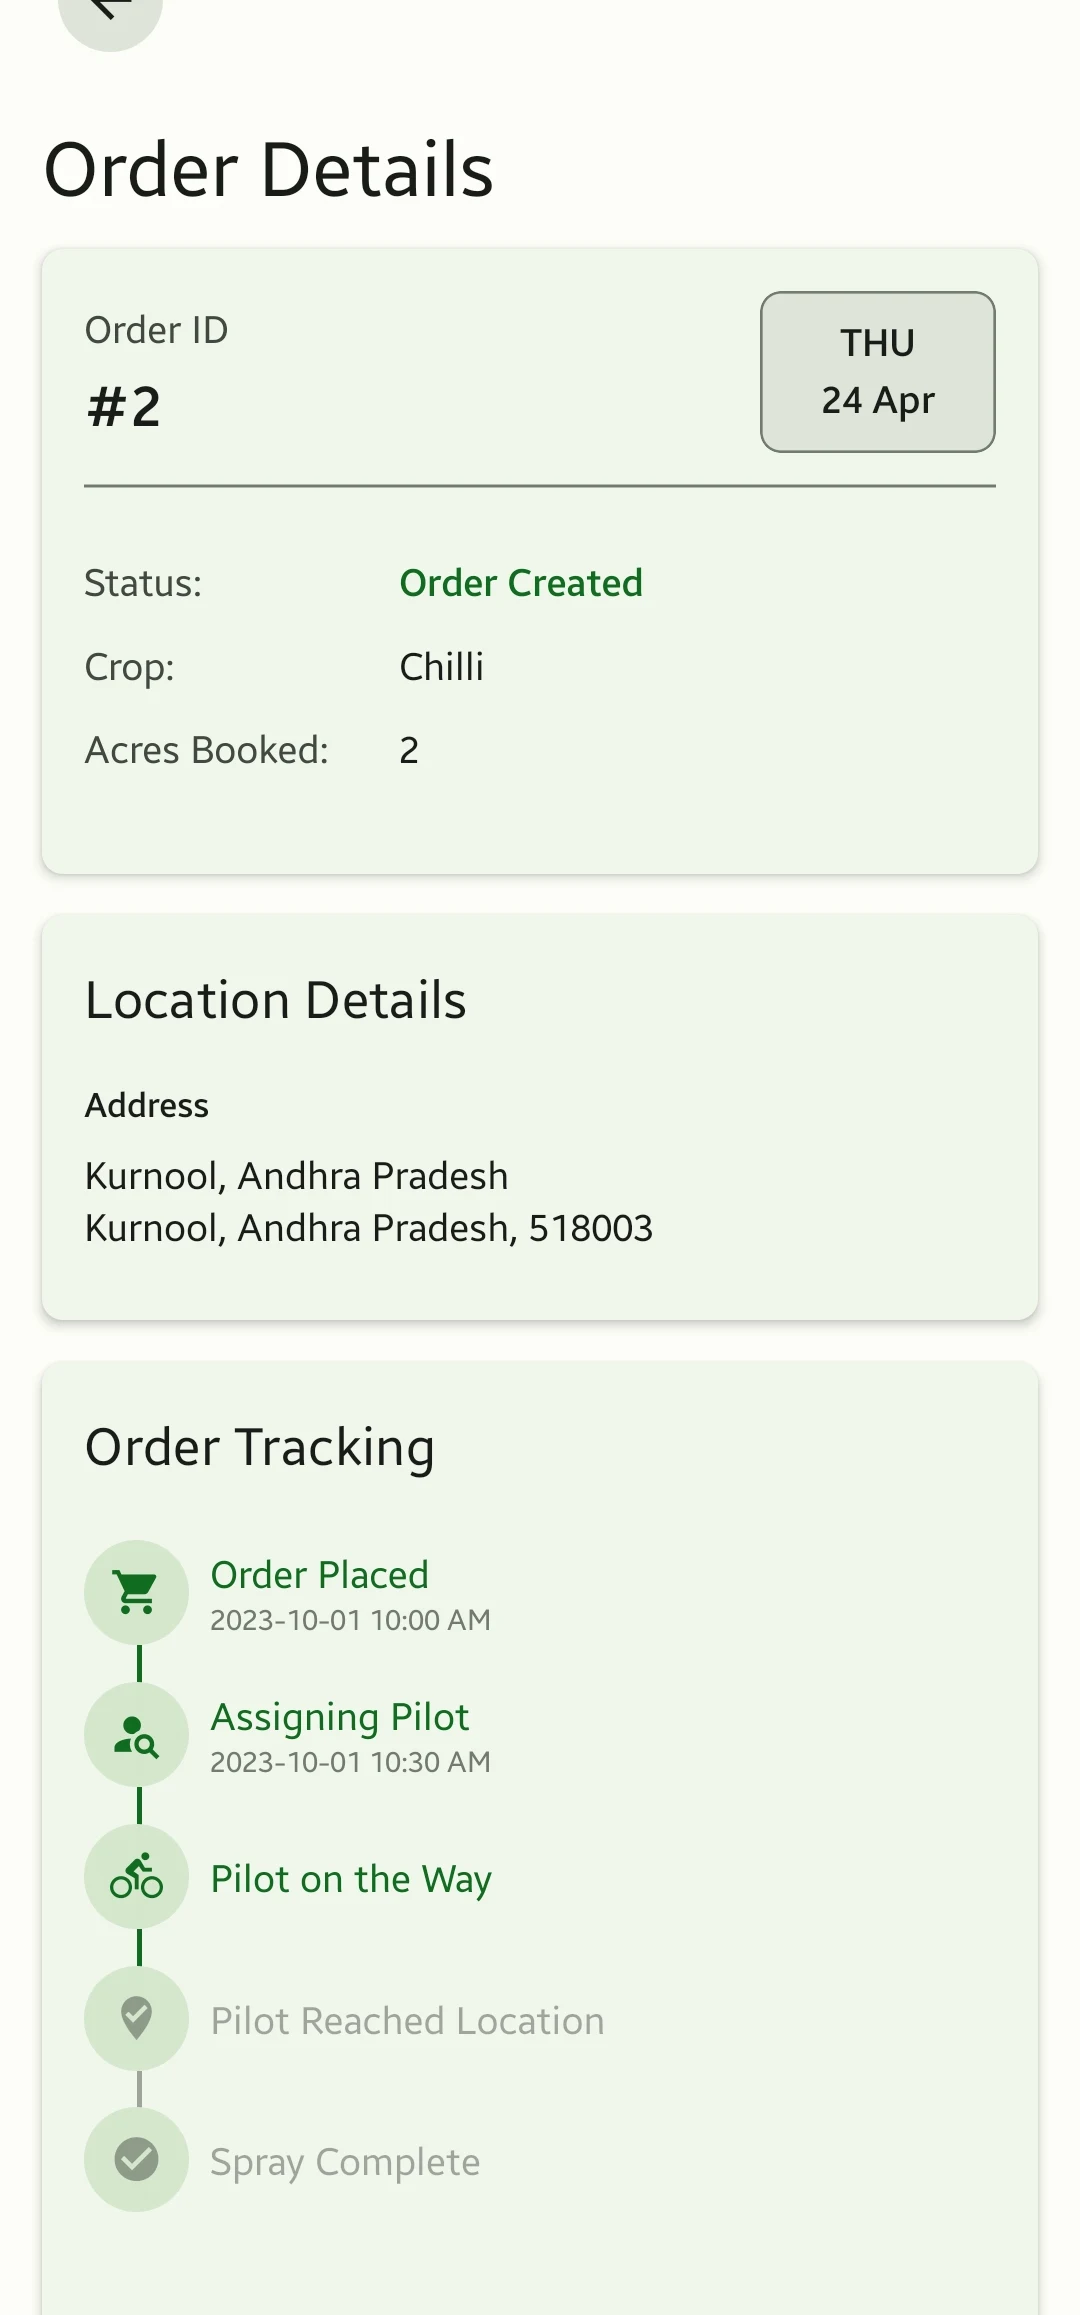 Order Details
Order ID
#2
THU
24 Apr
Status: Order Created
Crop: Chilli
Acres Booked: 2
Location Details
Address
Kurnool, Andhra Pradesh
Kurnool, Andhra Pradesh, 518003
Order Tracking
Order Placed
2023-10-01 10:00 AM
Assigning Pilot
2023-10-01 10:30 AM
Pilot on the Way
Pilot Reached Location
Spray Complete